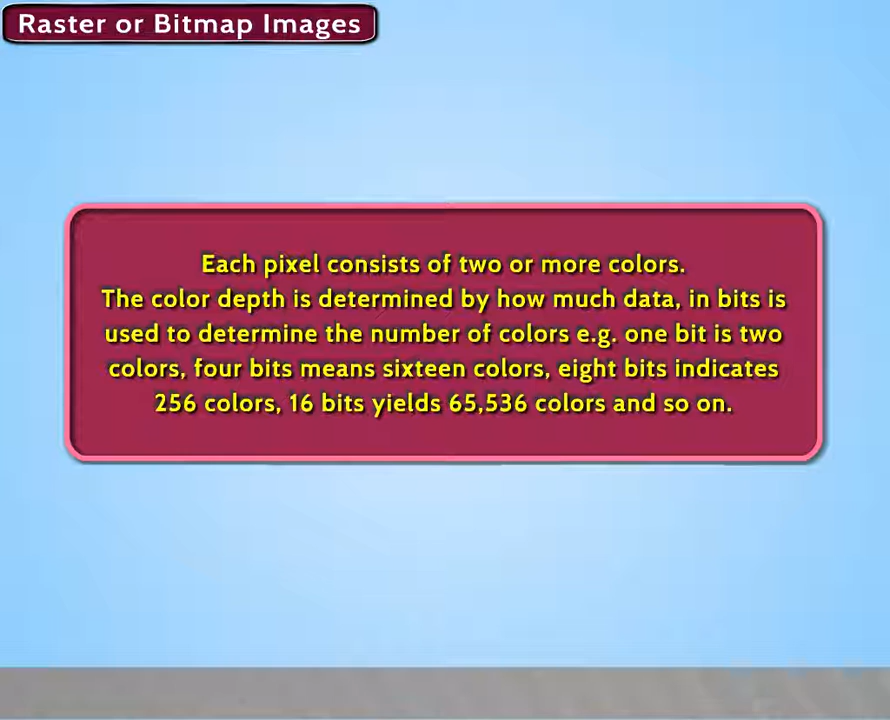 Raster or Bitmap Images
Each pixel consists of two or more colors.
The color depth is determined by how much data, in bits is
used to determine the number of colors e.g. one bit is two
colors, four bits means sixteen colors, eight bits indicates
256 colors, 16 bits yields 65,536 colors and so on.